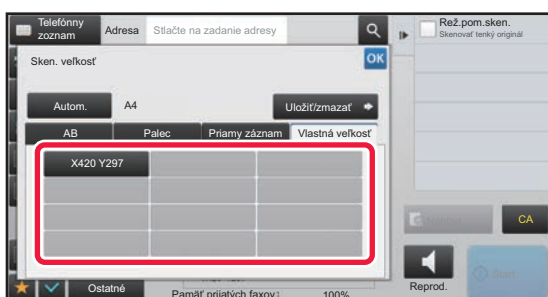 Telefónny
zoznam
Adresa
Stlačte na zadanie adresy
Rež.pom.sken.
Skenovať tenký originál
Sken. veľkosť
OK
Autom.
A4
Uložiť/zmazať
AB
Palec
Priamy záznam
Vlastná veľkosť
X420 Y297
CA
Ostatné
Pamäť prijatých faxov:
100%
Reprod.
Start